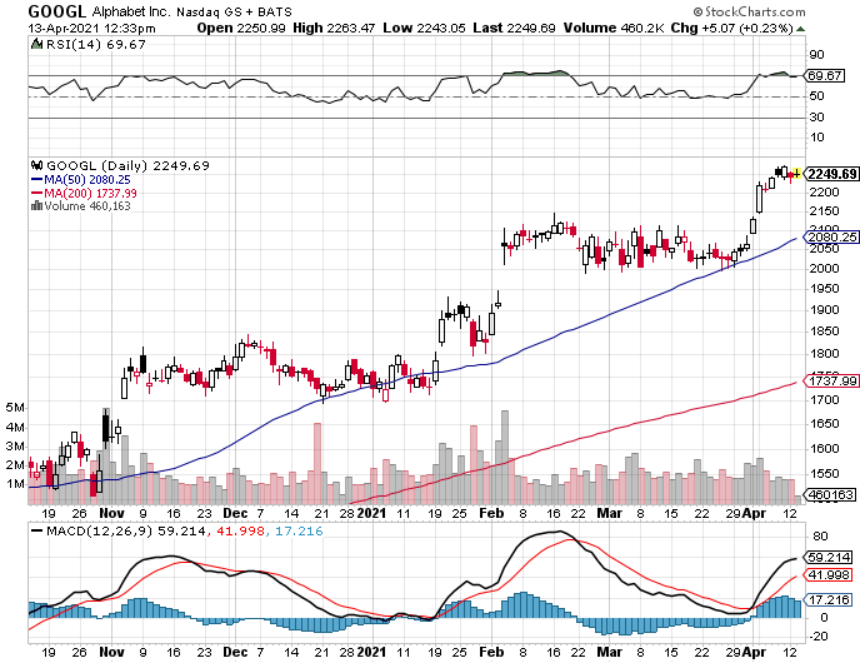 GOOGL Alphabet Inc. Nasdaq GS + BATS © StockCharts.com
13-Apr-2021 12:33pm Open 2250.99 High 2263.47 Low 2243.05 Last 2249.69 Volume 460.2K Chg +5.07 (+0.23%)
RSI(14) 69.67
90
69.67
50
30
10
GOOGL (Daily) 2249.69
MA(50) 2080.25
MA(200) 1737.99
Volume 460,163
2249.69
2200
2150
2100
2080.25
2050
2000
1950
1900
1850
1800
1737.99
1700
1650
1600
1550
460163
5M
4M
3M
2M
1M
19 26 Nov 9 16 23 Dec 7 14 21 28 2021 11 19 25 Feb 8 16 22 Mar 8 15 22 29 Apr 12
MACD(12,26,9) 59.214, 41.998, 17.216
80
59.214
41.998
17.216
0
-20
19 26 Nov 9 16 23 Dec 7 14 21 28 2021 11 19 25 Feb 8 16 22 Mar 8 15 22 29 Apr 12